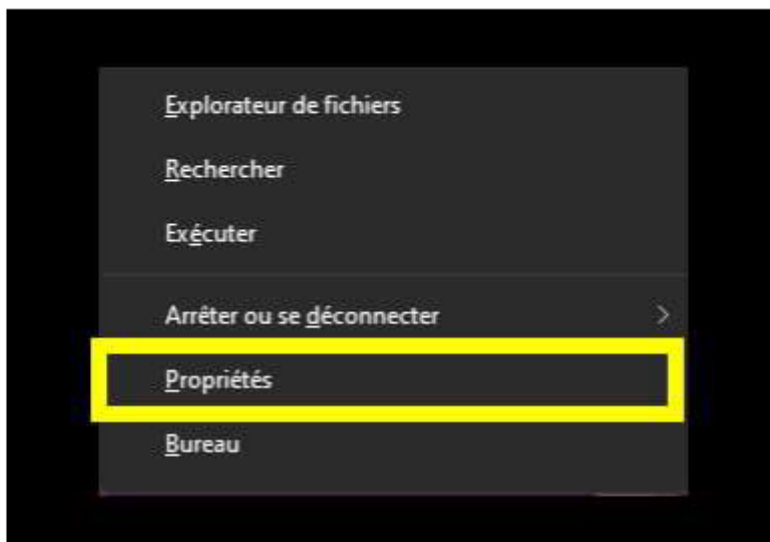 Explorateur de fichiers
Rechercher
Exécuter
Arrêter ou se déconnecter
Propriétés
Bureau